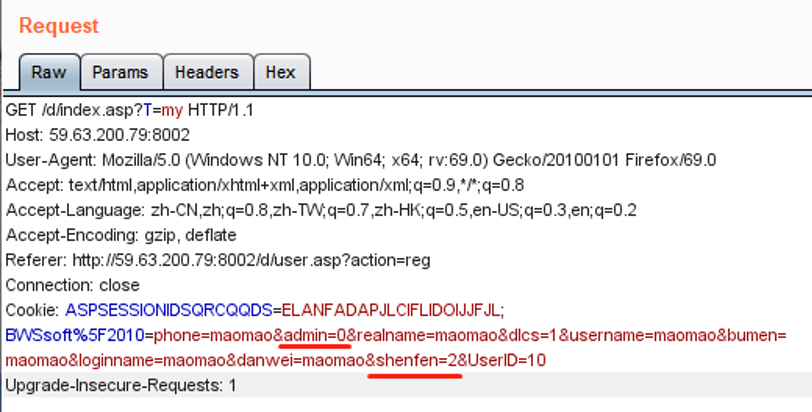 Request
Raw Params Headers Hex
GET /d/index.asp?T=my HTTP/1.1
Host: 59.63.200.79:8002
User-Agent: Mozilla/5.0 (Windows NT 10.0; Win64; x64; rv:69.0) Gecko/20100101 Firefox/69.0
Accept: text/html,application/xhtml+xml,application/xml;q=0.9,*/*;q=0.8
Accept-Language: zh-CN,zh;q=0.8,zh-TW;q=0.7,zh-HK;q=0.5,en-US;q=0.3,en;q=0.2
Accept-Encoding: gzip, deflate
Referer: http://59.63.200.79:8002/d/user.asp?action=reg
Connection: close
Cookie: ASPSESSIONIDSQRCQQDS=ELANFADAPJLCIFLIDOIJJFJL;
BWSsoft%5F2010=phone=maomao&admin=0&realname=maomao&dlcs=1&username=maomao&bumen=
maomao&loginname=maomao&danwei=maomao&shenfen=2&UserID=10
Upgrade-Insecure-Requests: 1